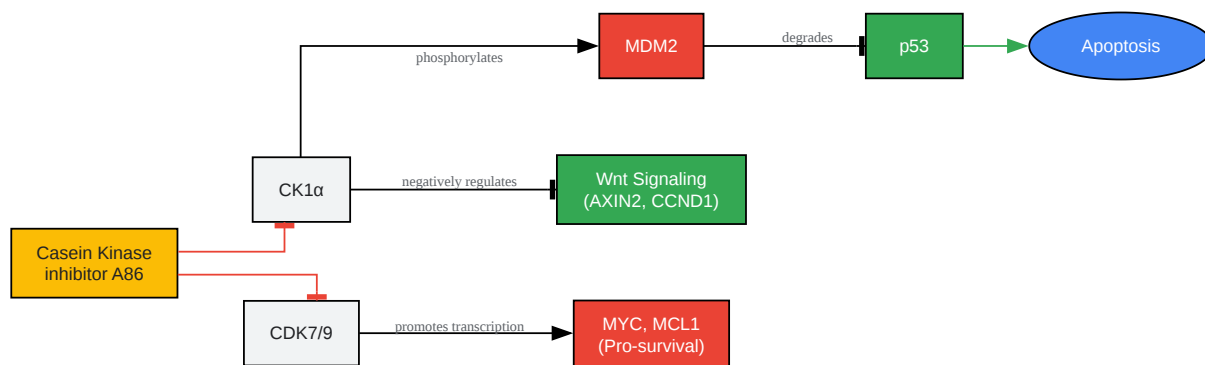 MDM2
degrades
p53
Apoptosis
phosphorylates
CK1α
negatively regulates
Wnt Signaling
(AXIN2, CCND1)
Casein Kinase
inhibitor A86
CDK7/9
promotes transcription
MYC, MCL1
(Pro-survival)